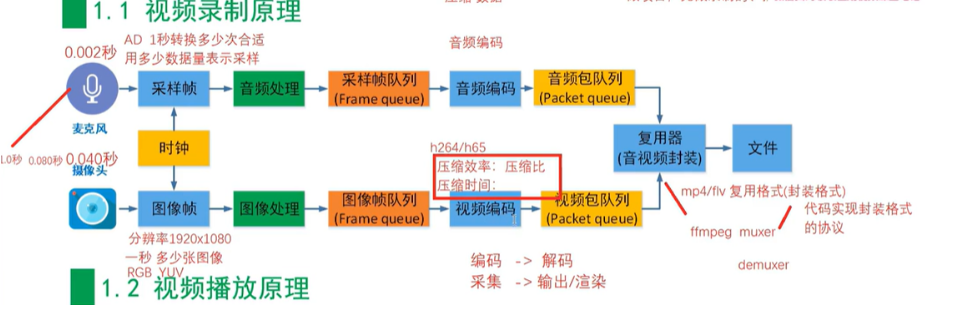 1.1 视频录制原理
AD 1秒转换多少次合适
用多少数据量表示采样
音频编码
0.002秒
采样帧
音频处理
采样帧队列
(Frame queue)
音频编码
音频包队列
(Packet queue)
麦克风
时钟
复用器
(音视频封装)
文件
0.080秒
0.040秒
摄像头
h264/h65
压缩效率：压缩比
压缩时间：
图像帧
图像处理
图像帧队列
(Frame queue)
视频编码
视频包队列
(Packet queue)
mp4/flv 复用格式(封装格式)
代码实现封装格式
的协议
ffmpeg muxer
demuxer
分辨率1920x1080
一秒 多少张图像
RGB YUV
编码 -> 解码
采集 -> 输出/渲染
1.2 视频播放原理